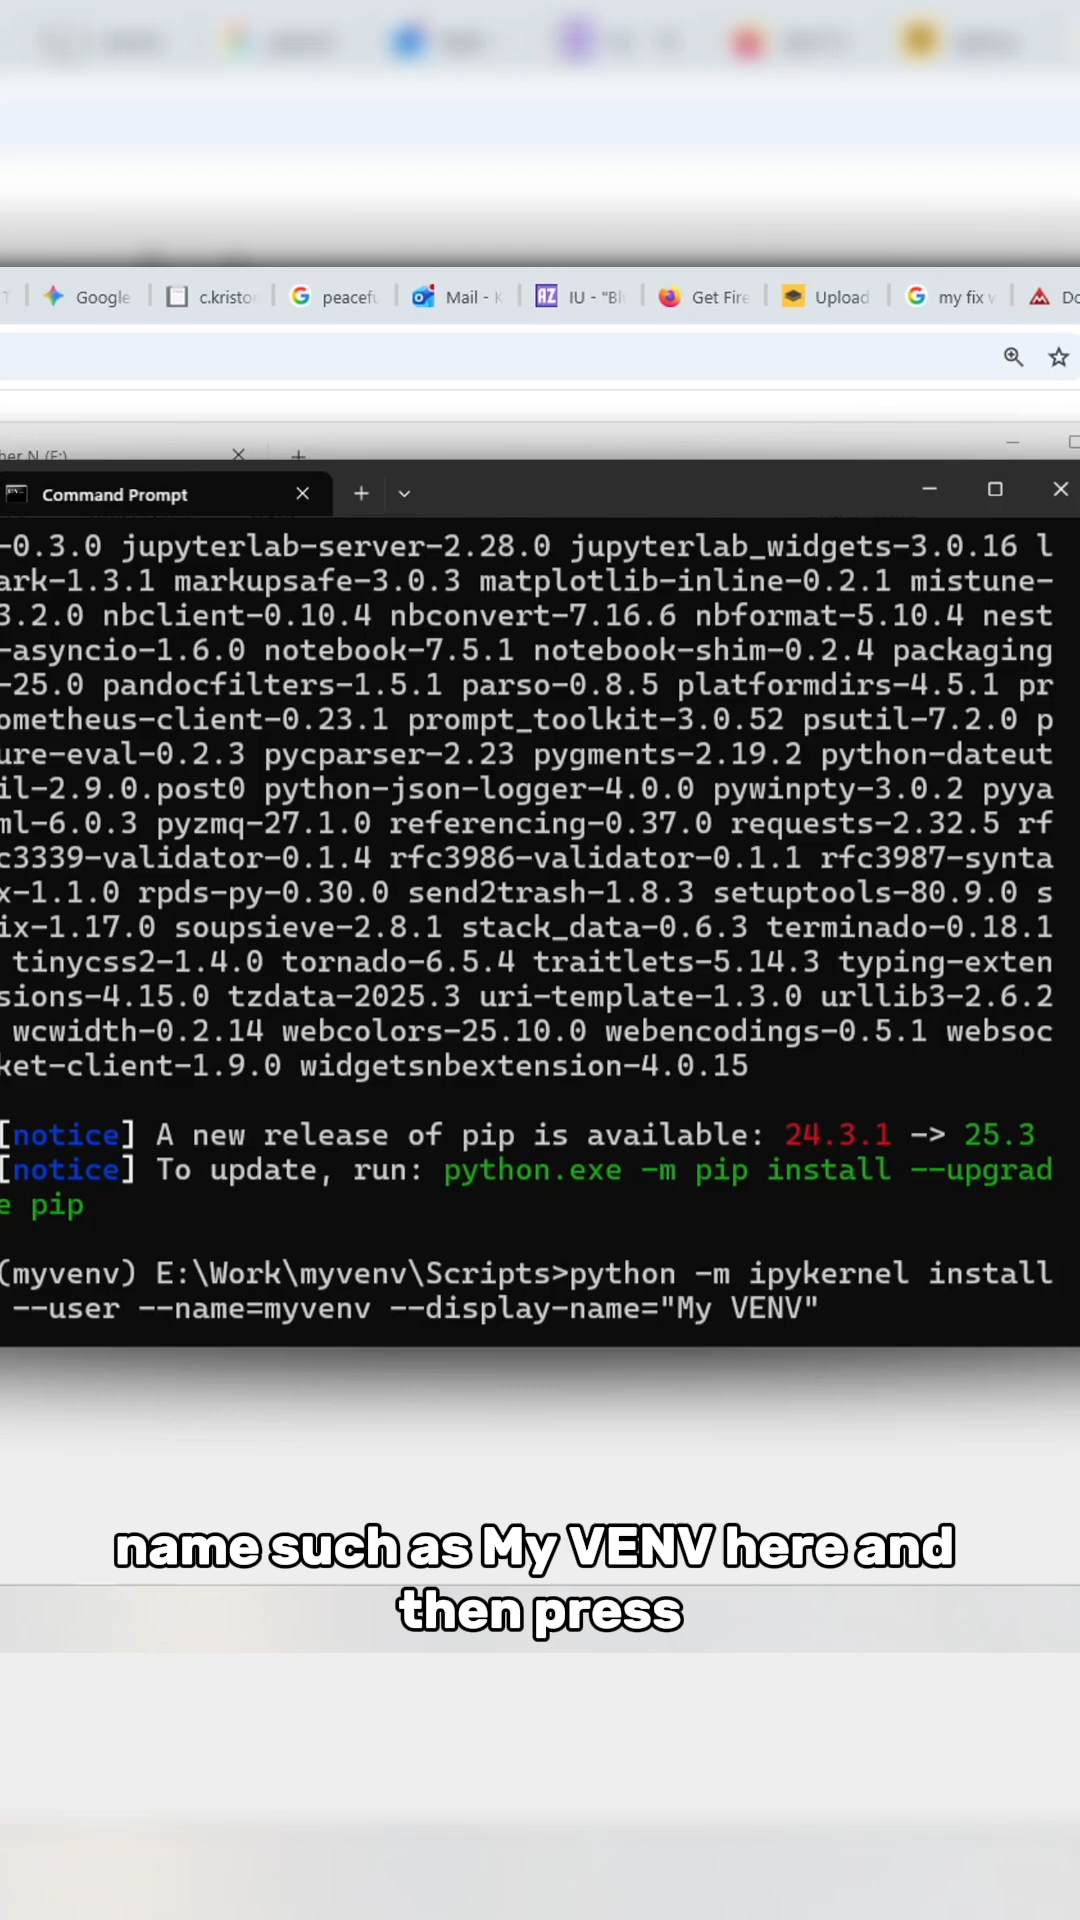 Google
c.kristo
peacefu
Mail -
IU - "Bl
Get Fire
Upload
my fix
Do
her N (E:)
Command Prompt
-0.3.0 jupyterlab-server-2.28.0 jupyterlab_widgets-3.0.16 l
ark-1.3.1 markupsafe-3.0.3 matplotlib-inline-0.2.1 mistune-
3.2.0 nbclient-0.10.4 nbconvert-7.16.6 nbformat-5.10.4 nest
-asyncio-1.6.0 notebook-7.5.1 notebook-shim-0.2.4 packaging
-25.0 pandocfilters-1.5.1 parso-0.8.5 platformdirs-4.5.1 pr
ometheus-client-0.23.1 prompt_toolkit-3.0.52 psutil-7.2.0 p
ure-eval-0.2.3 pycparser-2.23 pygments-2.19.2 python-dateut
il-2.9.0.post0 python-json-logger-4.0.0 pywinpty-3.0.2 pyya
ml-6.0.3 pyzmq-27.1.0 referencing-0.37.0 requests-2.32.5 rf
c3339-validator-0.1.4 rfc3986-validator-0.1.1 rfc3987-synta
x-1.1.0 rpds-py-0.30.0 send2trash-1.8.3 setuptools-80.9.0 s
ix-1.17.0 soupsieve-2.8.1 stack_data-0.6.3 terminado-0.18.1
tinycss2-1.4.0 tornado-6.5.4 traitlets-5.14.3 typing-exten
sions-4.15.0 tzdata-2025.3 uri-template-1.3.0 urllib3-2.6.2
wcwidth-0.2.14 webcolors-25.10.0 webencodings-0.5.1 websoc
ket-client-1.9.0 widgetsnbextension-4.0.15
[notice] A new release of pip is available: 24.3.1 -> 25.3
[notice] To update, run: python.exe -m pip install --upgrad
e pip
(myvenv) E:\Work\myvenv\Scripts>python -m ipykernel install
--user --name=myvenv --display-name="My VENV"
name such as My VENV here and
then press